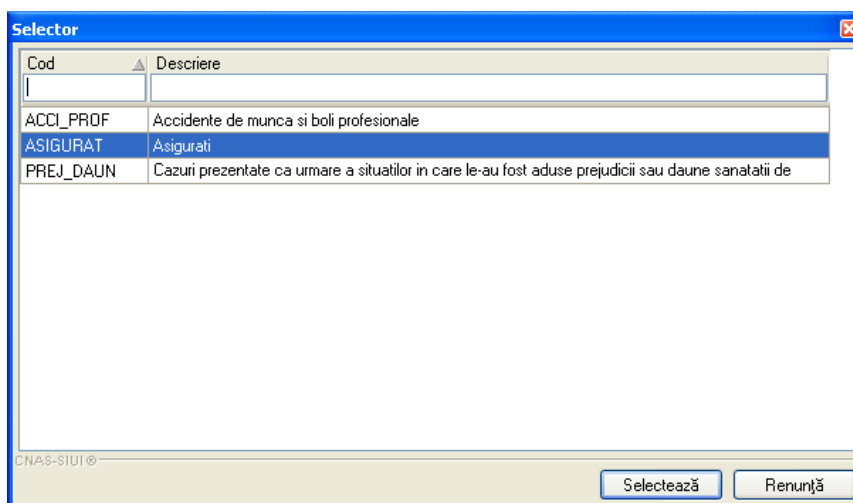 Selector
Cod Descriere
ACCI_PROF Accidente de munca si boli profesionale
ASIGURAT Asigurati
PREJ_DAUN Cazuri prezentate ca urmare a situatilor in care le-au fost aduse prejudicii sau daune sanatatii de
CNAS-SIUI®
Selectează Renunţă